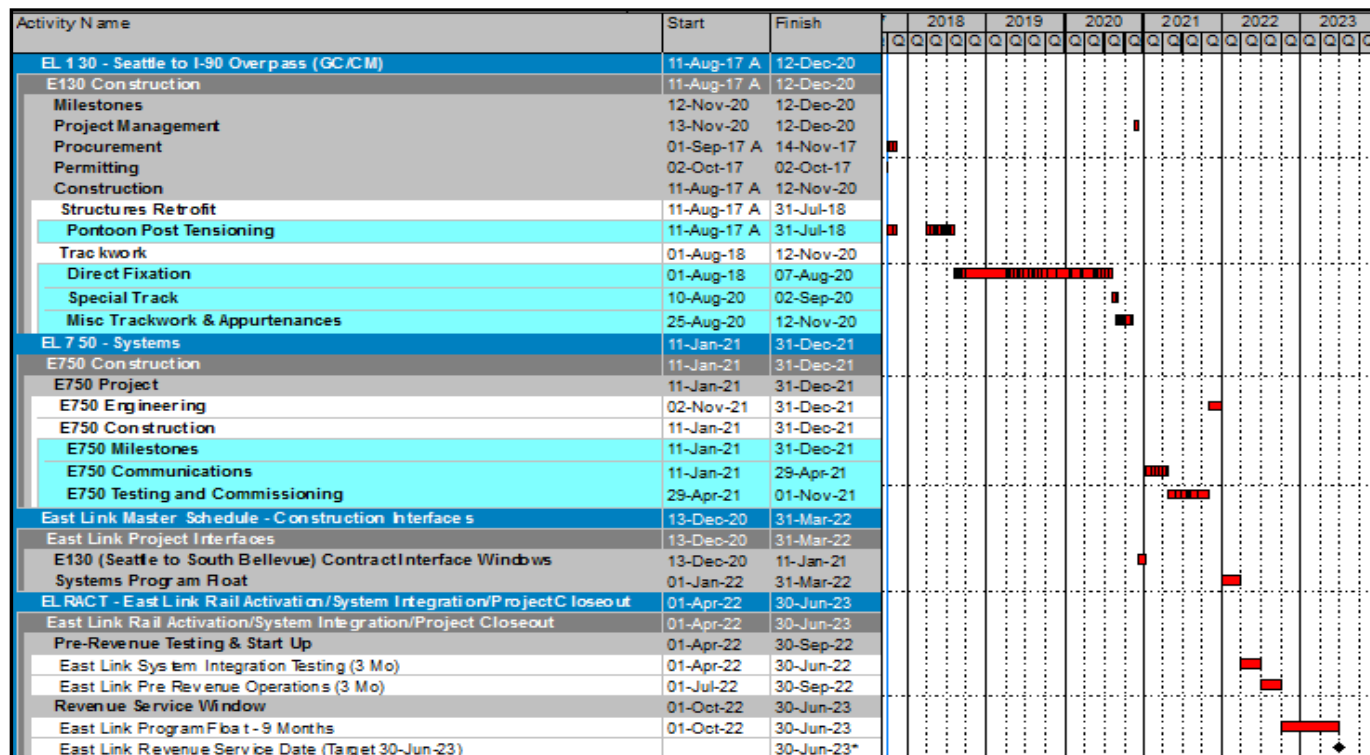 Activity Name Start Finish 2018 2019 2020 2021 2022 2023
Q Q Q Q Q Q Q Q Q Q Q Q Q Q Q Q Q Q Q Q Q Q Q Q
EL 130 - Seattle to I-90 Overpass (GC/CM) 11-Aug-17 A 12-Dec-20
E130 Construction 11-Aug-17 A 12-Dec-20
Milestones 12-Nov-20 12-Dec-20
Project Management 13-Nov-20 12-Dec-20
Procurement 01-Sep-17 A 14-Nov-17
Permitting 02-Oct-17 02-Oct-17
Construction 11-Aug-17 A 12-Nov-20
Structures Retrofit 11-Aug-17 A 31-Jul-18
Pontoon Post Tensioning 11-Aug-17 A 31-Jul-18
Trackwork 01-Aug-18 12-Nov-20
Direct Fixation 01-Aug-18 07-Aug-20
Special Track 10-Aug-20 02-Sep-20
Misc Trackwork & Appurtenances 25-Aug-20 12-Nov-20
EL 750 - Systems 11-Jan-21 31-Dec-21
E750 Construction 11-Jan-21 31-Dec-21
E750 Project 11-Jan-21 31-Dec-21
E750 Engineering 02-Nov-21 31-Dec-21
E750 Construction 11-Jan-21 31-Dec-21
E750 Milestones 11-Jan-21 31-Dec-21
E750 Communications 11-Jan-21 29-Apr-21
E750 Testing and Commissioning 29-Apr-21 01-Nov-21
East Link Master Schedule - Construction Interfaces 13-Dec-20 31-Mar-22
East Link Project Interfaces 13-Dec-20 31-Mar-22
E130 (Seattle to South Bellevue) Contract Interface Windows 13-Dec-20 11-Jan-21
Systems Program Float 01-Jan-22 31-Mar-22
EL RACT - East Link Rail Activation/System Integration/Project Closeout 01-Apr-22 30-Jun-23
East Link Rail Activation/System Integration/Project Closeout 01-Apr-22 30-Jun-23
Pre-Revenue Testing & Start Up 01-Apr-22 30-Sep-22
East Link System Integration Testing (3 Mo) 01-Apr-22 30-Jun-22
East Link Pre Revenue Operations (3 Mo) 01-Jul-22 30-Sep-22
Revenue Service Window 01-Oct-22 30-Jun-23
East Link Program Float - 9 Months 01-Oct-22 30-Jun-23
East Link Revenue Service Date (Target 30-Jun-23) 30-Jun-23*